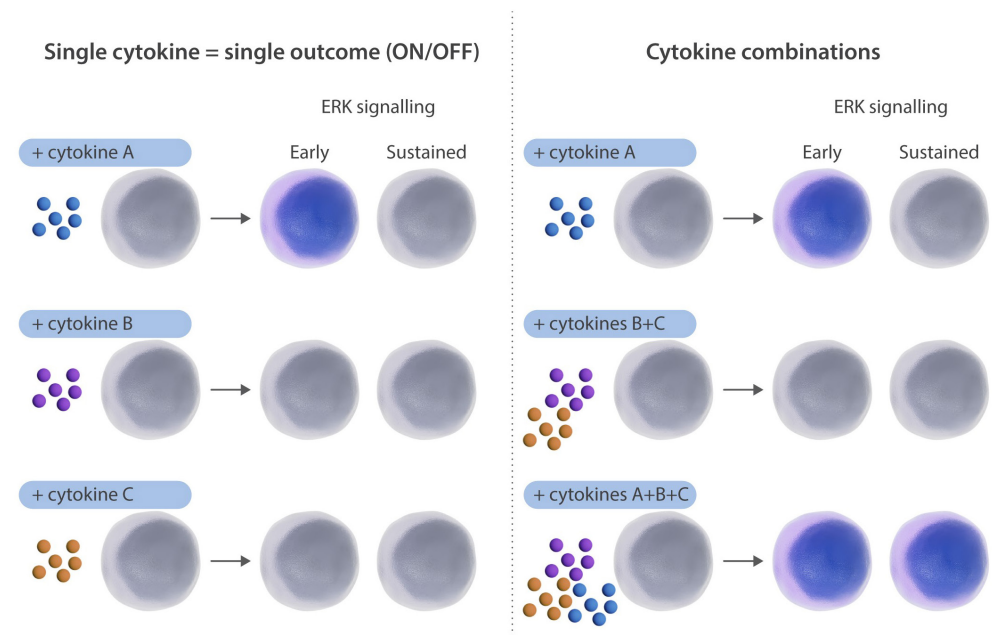 Single cytokine = single outcome (ON/OFF)
ERK signalling
+ cytokine A
Early
Sustained
+ cytokine B
+ cytokine C
Cytokine combinations
ERK signalling
+ cytokine A
Early
Sustained
+ cytokines B+C
+ cytokines A+B+C